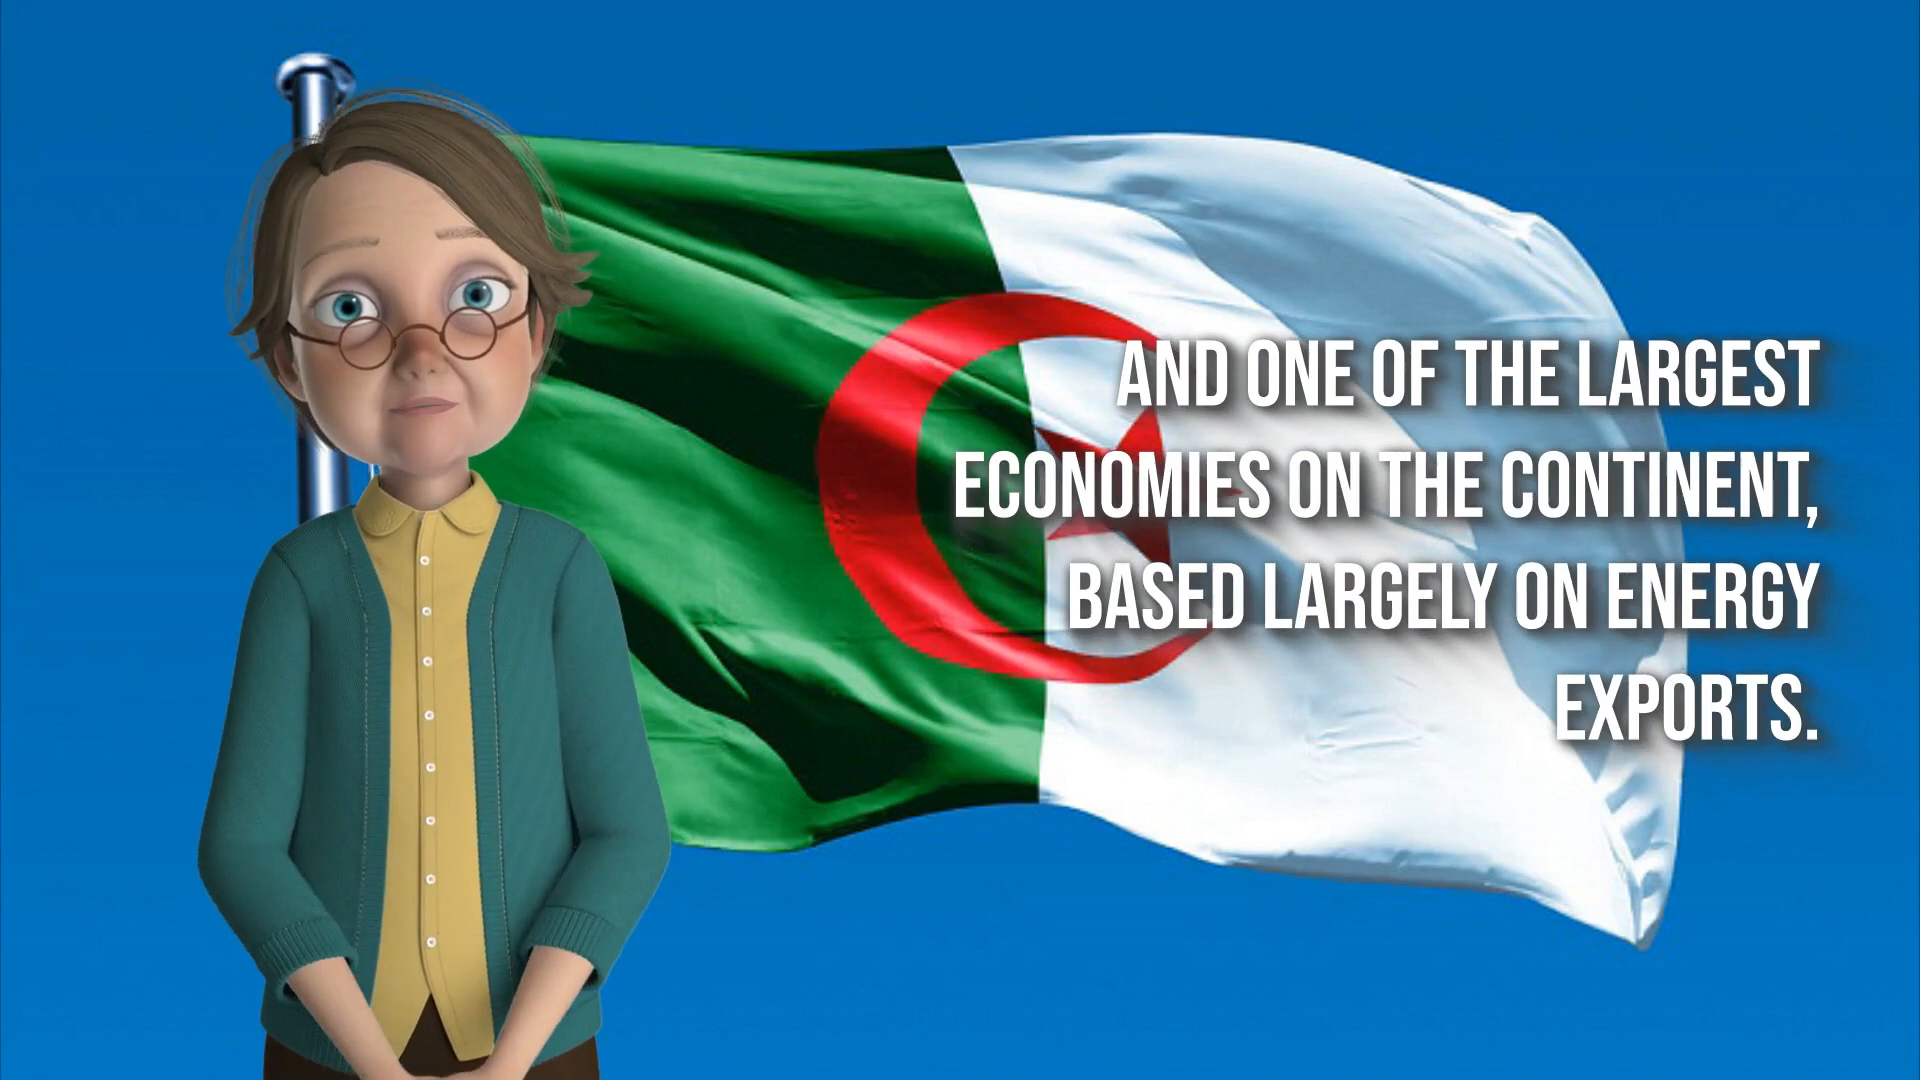 AND ONE OF THE LARGEST
ECONOMIES ON THE CONTINENT,
BASED LARGELY ON ENERGY
EXPORTS.